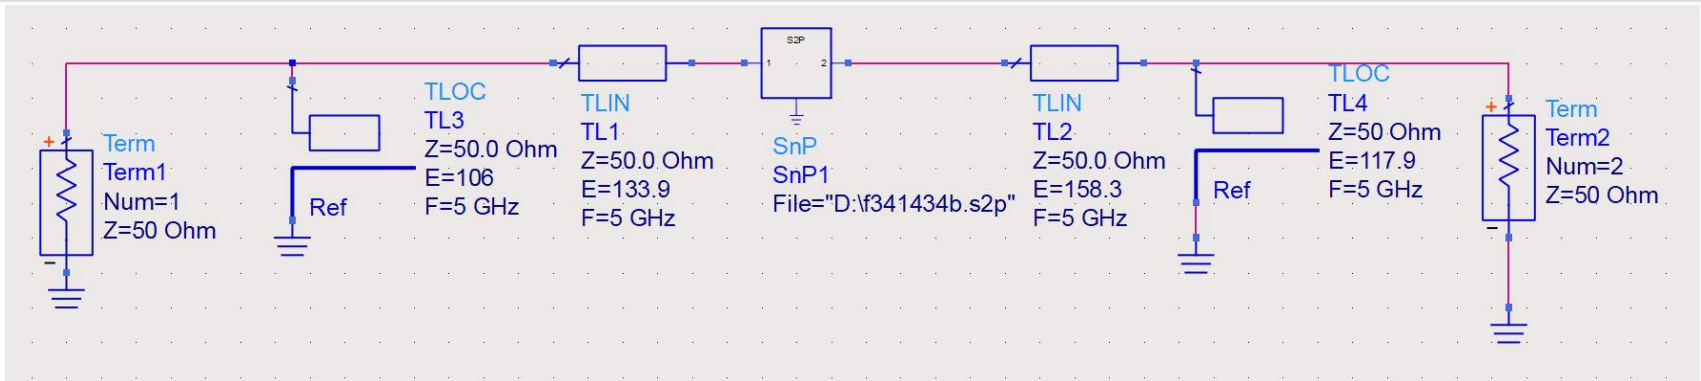 Term
Term1
Num=1
Z=50 Ohm
Ref
TLOC
TL3
Z=50.0 Ohm
E=106
F=5 GHz
TLIN
TL1
Z=50.0 Ohm
E=133.9
F=5 GHz
S2P
1
2
SnP
SnP1
File="D:\f341434b.s2p"
TLIN
TL2
Z=50.0 Ohm
E=158.3
F=5 GHz
Ref
TLOC
TL4
Z=50 Ohm
E=117.9
F=5 GHz
Term
Term2
Num=2
Z=50 Ohm